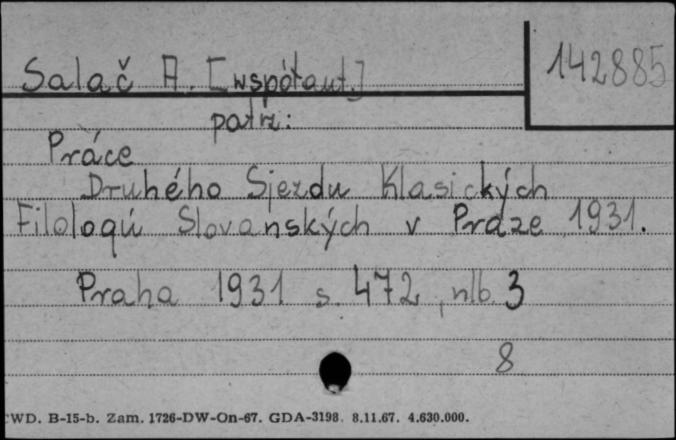 Salač A. [współaut.]
142885
patrz:
Práce
Druhého Sjezdu Klasických
Filologů Slovanských v Praze 1931.
Praha 1931 s. 472, nlb. 3
8
CWD. B-15-b. Zam. 1726-DW-On-67. GDA-3198. 8.11.67. 4.630.000.